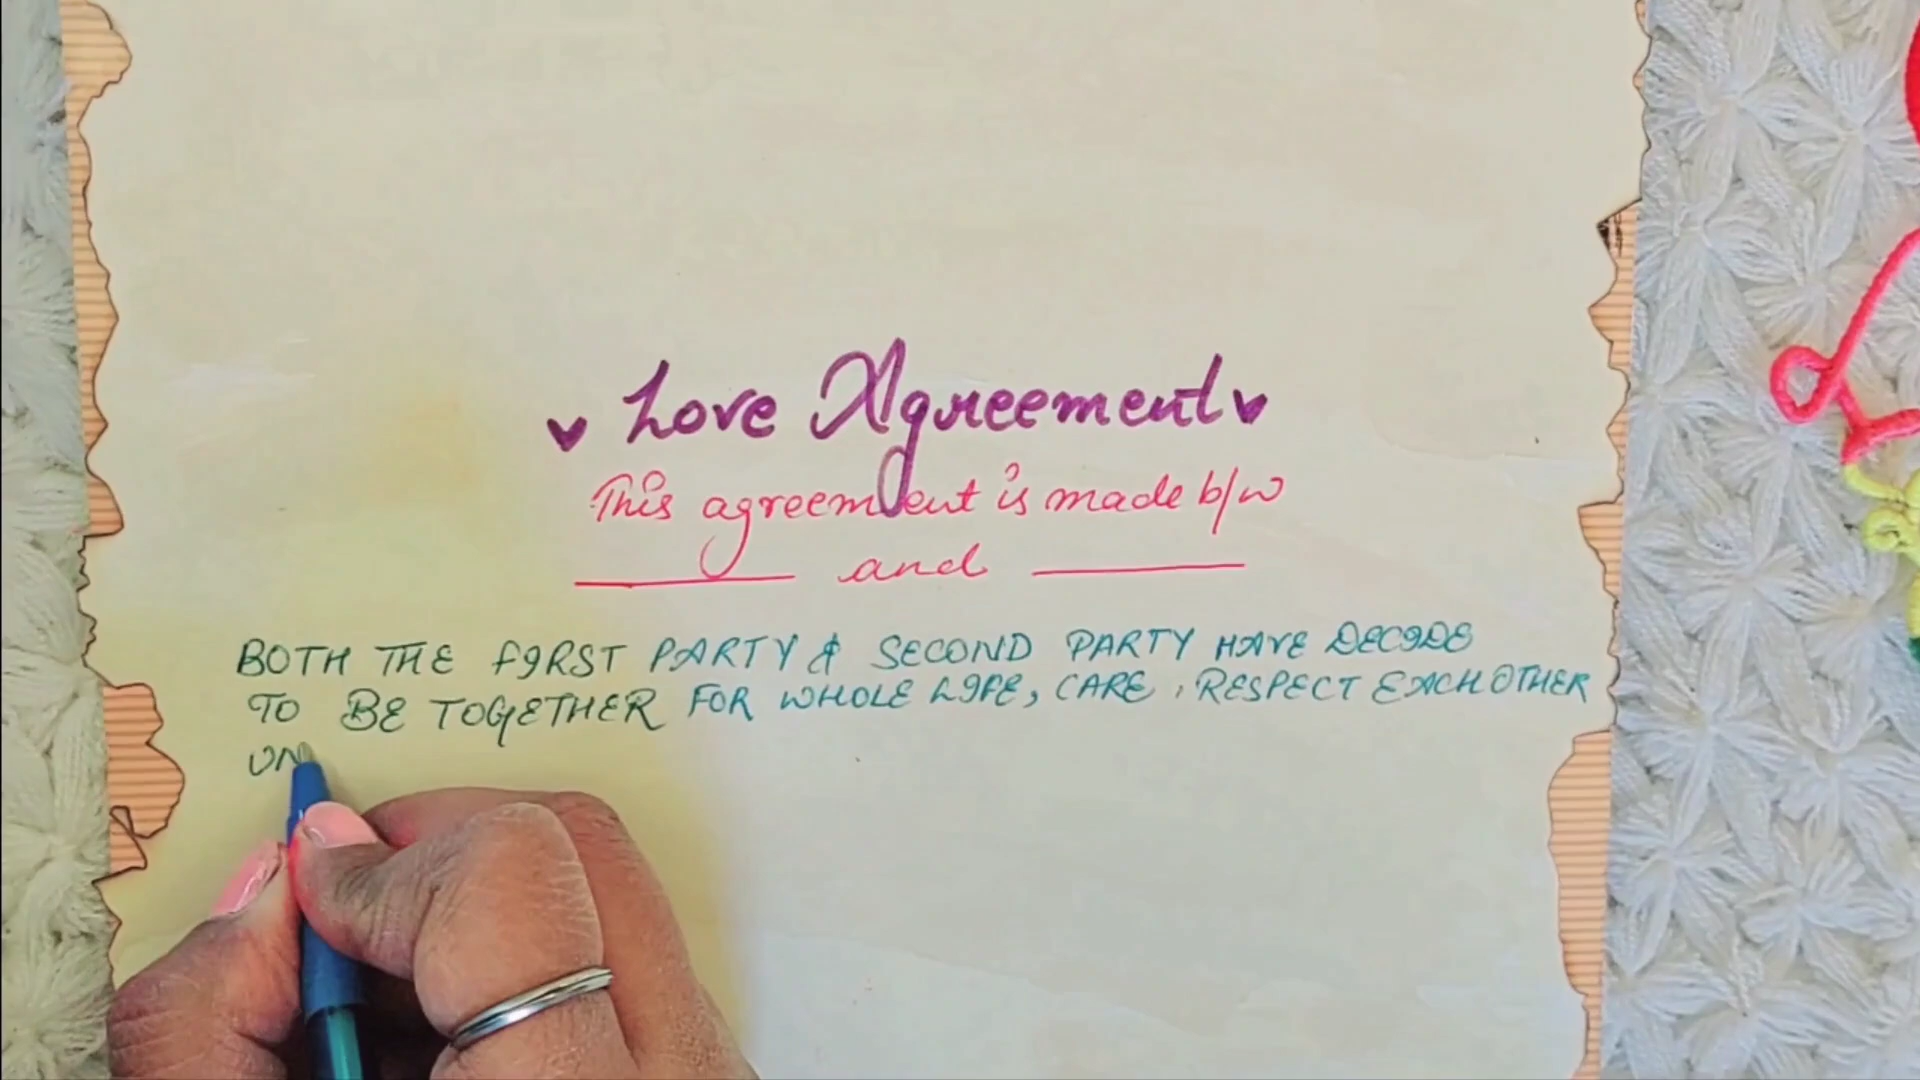 Love Agreement
This agreement is made b/w
and
BOTH THE FIRST PARTY & SECOND PARTY HAVE DECIDE
TO BE TOGETHER FOR WHOLE LIFE, CARE, RESPECT EACH OTHER
UN